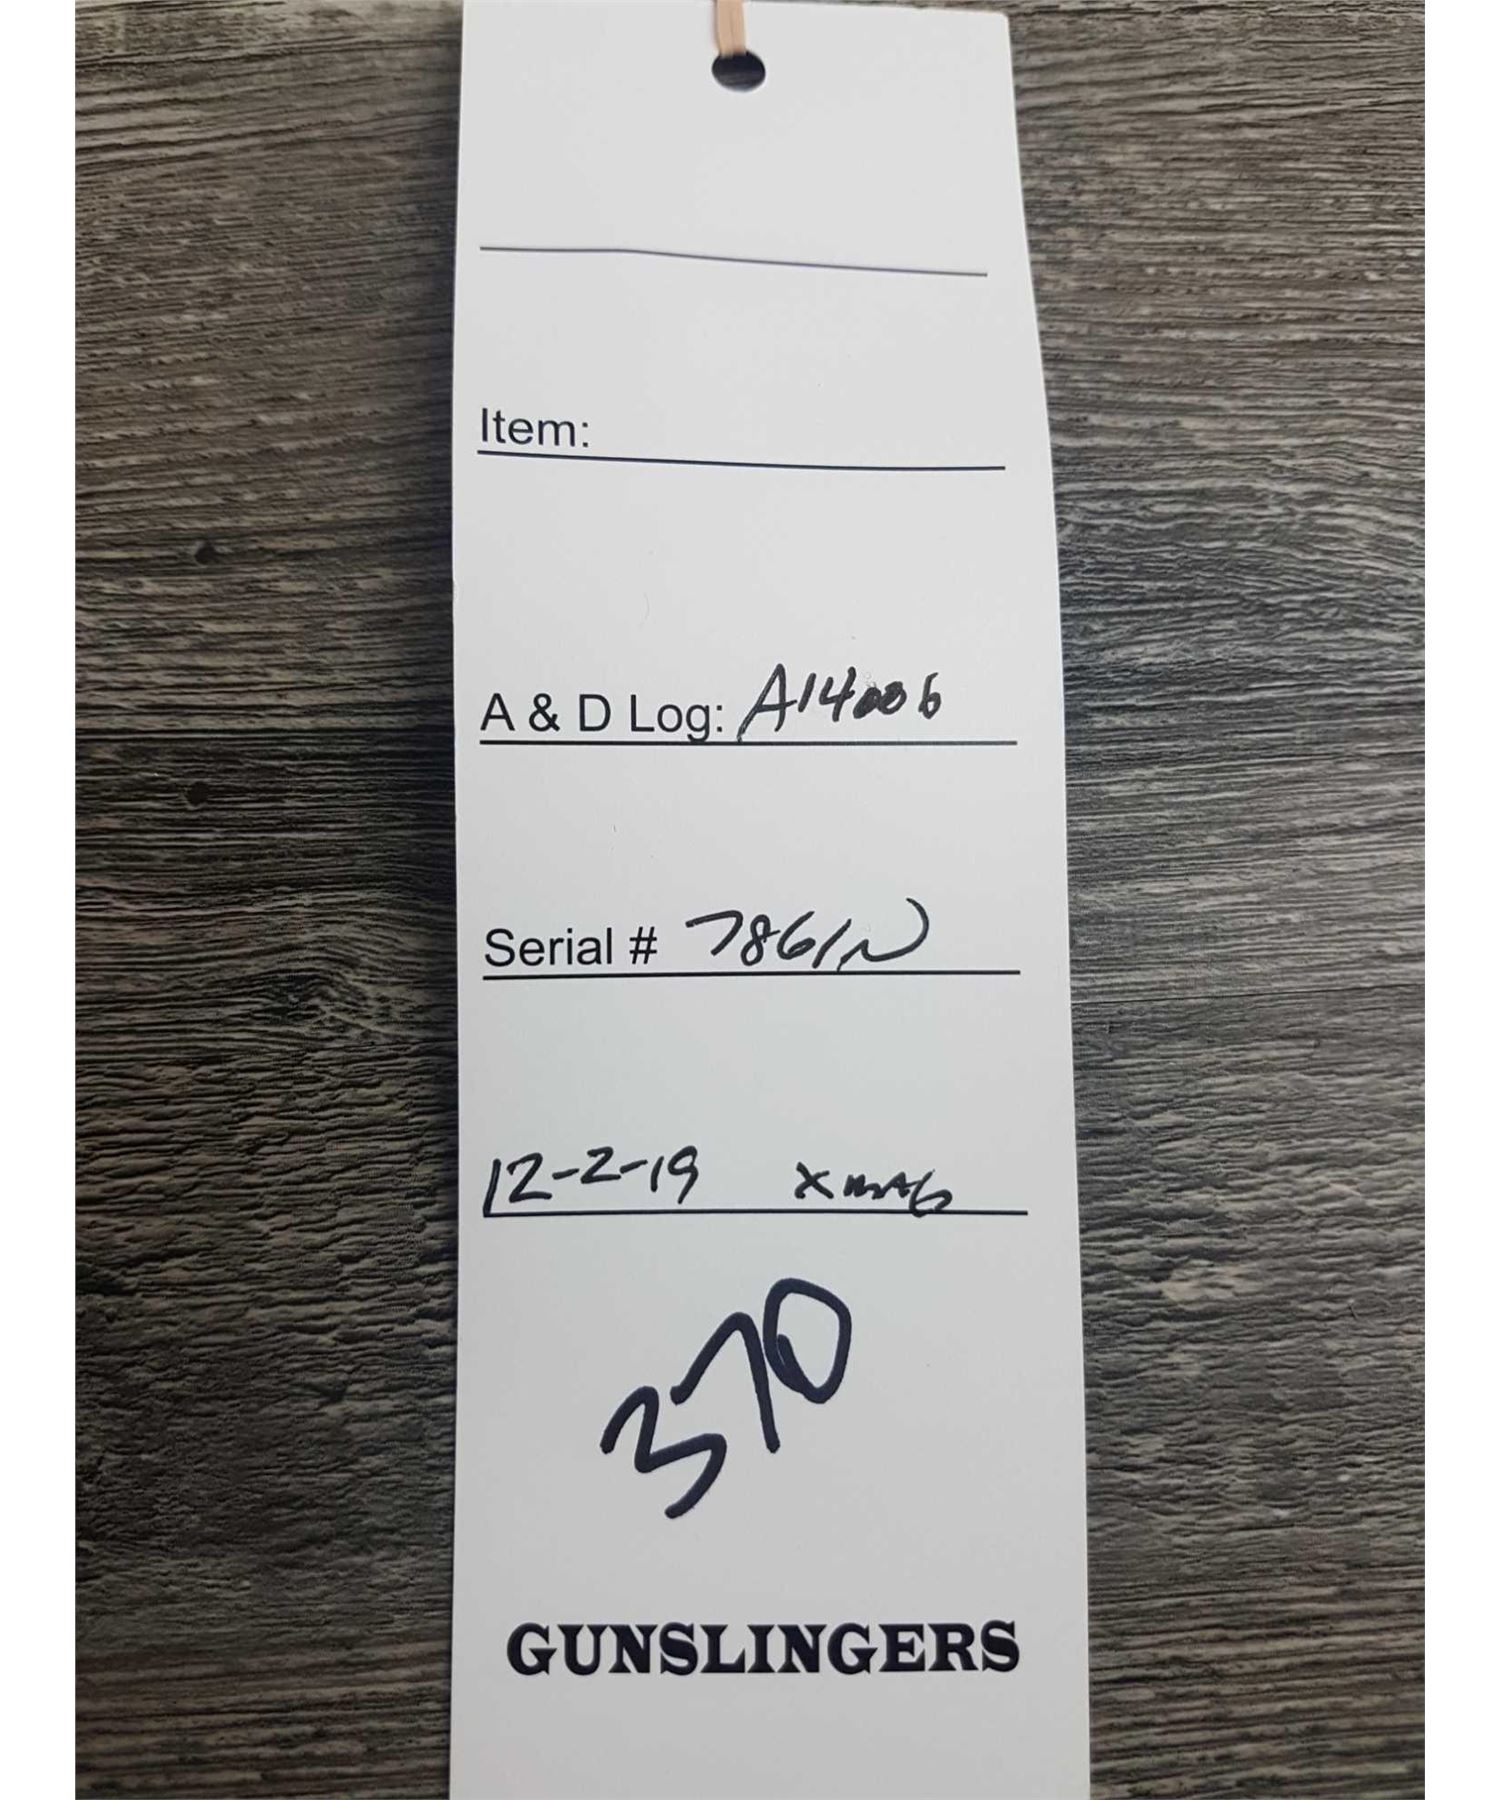 Item:
A & D Log: A14006
Serial # 7861N
12-2-19
370
GUNSLINGERS